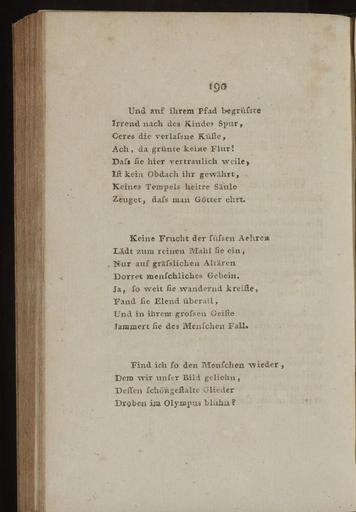 190
Und auf ihrem Pfad begrüſste
Irrend nach des Kindes Spur,
Ceres die verlaſsne Küſte,
Ach, da grünte keine Flur!
Daſs ſie hier vertraulich weile,
Iſt kein Obdach ihr gewährt,
Keines Tempels heitre Säule
Zeuget, daſs man Götter ehrt.
Keine Frucht der ſüſsen Aehren
Lädt zum reinen Mahl ſie ein,
Nur auf gräſslichen Altären
Dorret menſchliches Gebein.
Ja, ſo weit ſie wandernd kreiſte,
Fand ſie Elend überall,
Und in ihrem groſsen Geiſte
Jammert ſie des Menſchen Fall.
Find ich ſo den Menſchen wieder,
Dem wir unſer Bild geliehn,
Deſſen ſchöngeſtalte Glieder
Droben im Olympus blühn?